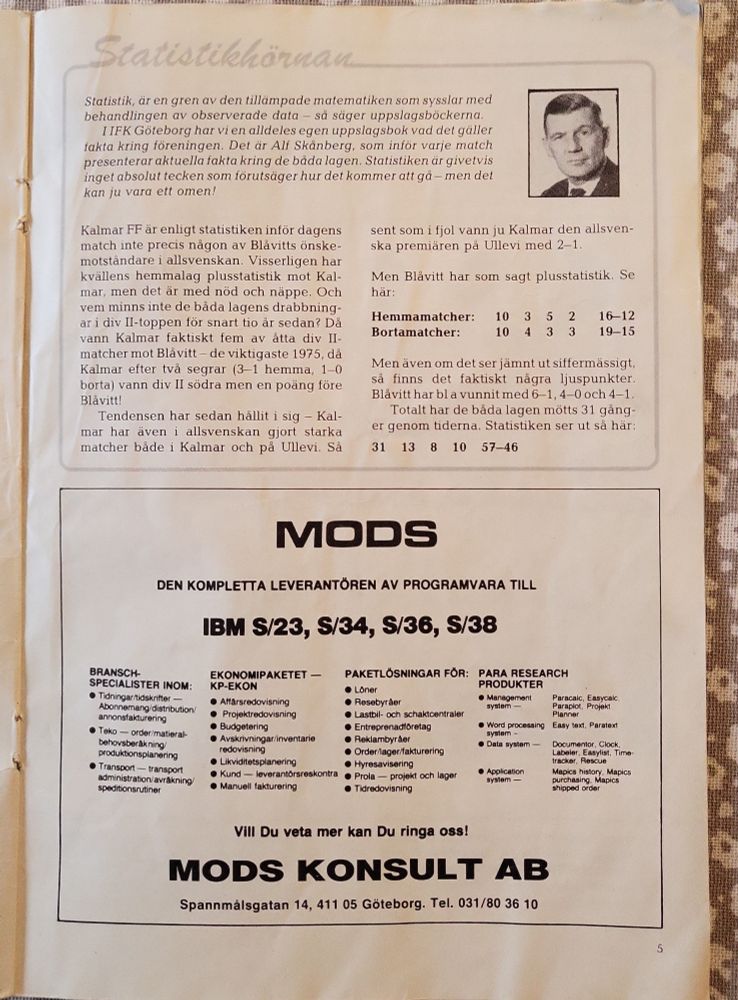 Statistikhörnan
Statistik, är en gren av den tillämpade matematiken som sysslar med
behandlingen av observerade data – så säger uppslagsböckerna.
I IFK Göteborg har vi en alldeles egen uppslagsbok vad det gäller
fakta kring föreningen. Det är Alf Skånberg, som inför varje match
presenterar aktuella fakta kring de båda lagen. Statistiken är givetvis
inget absolut tecken som förutsäger hur det kommer att gå – men det
kan ju vara ett omen!
Kalmar FF är enligt statistiken inför dagens
match inte precis någon av Blåvitts önske-
motståndare i allsvenskan. Visserligen har
kvällens hemmalag plusstatistik mot Kal-
mar, men det är med nöd och näppe. Och
vem minns inte de båda lagens drabbning-
ar i div II-toppen för snart tio år sedan? Då
vann Kalmar faktiskt fem av åtta div II-
matcher mot Blåvitt – de viktigaste 1975, då
Kalmar efter två segrar (3–1 hemma, 1–0
borta) vann div II södra men en poäng före
Blåvitt!
Tendensen har sedan hållit i sig – Kal-
mar har även i allsvenskan gjort starka
matcher både i Kalmar och på Ullevi. Så
sent som i fjol vann ju Kalmar den allsven-
ska premiären på Ullevi med 2–1.
Men Blåvitt har som sagt plusstatistik. Se
här:
Hemmamatcher: 10 3 5 2 16–12
Bortamatcher: 10 4 3 3 19–15
Men även om det ser jämnt ut siffermässigt,
så finns det faktiskt några ljuspunkter.
Blåvitt har bl a vunnit med 6–1, 4–0 och 4–1.
Totalt har de båda lagen mötts 31 gång-
er genom tiderna. Statistiken ser ut så här:
31 13 8 10 57–46
MODS
DEN KOMPLETTA LEVERANTÖREN AV PROGRAMVARA TILL
IBM S/23, S/34, S/36, S/38
BRANSCH-
SPECIALISTER INOM:
● Tidningar/tidskrifter —
Abonnemang/distribution/
annonsfakturering
● Teko — order/matieral-
behovsberäkning/
produktionsplanering
● Transport — transport
administration/avräkning/
speditionsrutiner
EKONOMIPAKETET —
KP-EKON
● Affärsredovisning
● Projektredovisning
● Budgetering
● Avskrivningar/inventarie
redovisning
● Likviditetsplanering
● Kund — leverantörsreskontra
● Manuell fakturering
PAKETLÖSNINGAR FÖR:
● Löner
● Resebyråer
● Lastbil- och schaktcentraler
● Entreprenadföretag
● Reklambyråer
● Order/lager/fakturering
● Hyresavisering
● Prola — projekt och lager
● Tidredovisning
PARA RESEARCH
PRODUKTER
● Management Paracalc, Easycalc,
system — Paraplot, Projekt
Planner
● Word processing Easy text, Paratext
system –
● Data system — Documentor, Clock,
Labeler, Easylist, Time-
tracker, Rescue
● Application Mapics history, Mapics
system — purchasing, Mapics
shipped order
Vill Du veta mer kan Du ringa oss!
MODS KONSULT AB
Spannmålsgatan 14, 411 05 Göteborg. Tel. 031/80 36 10
5